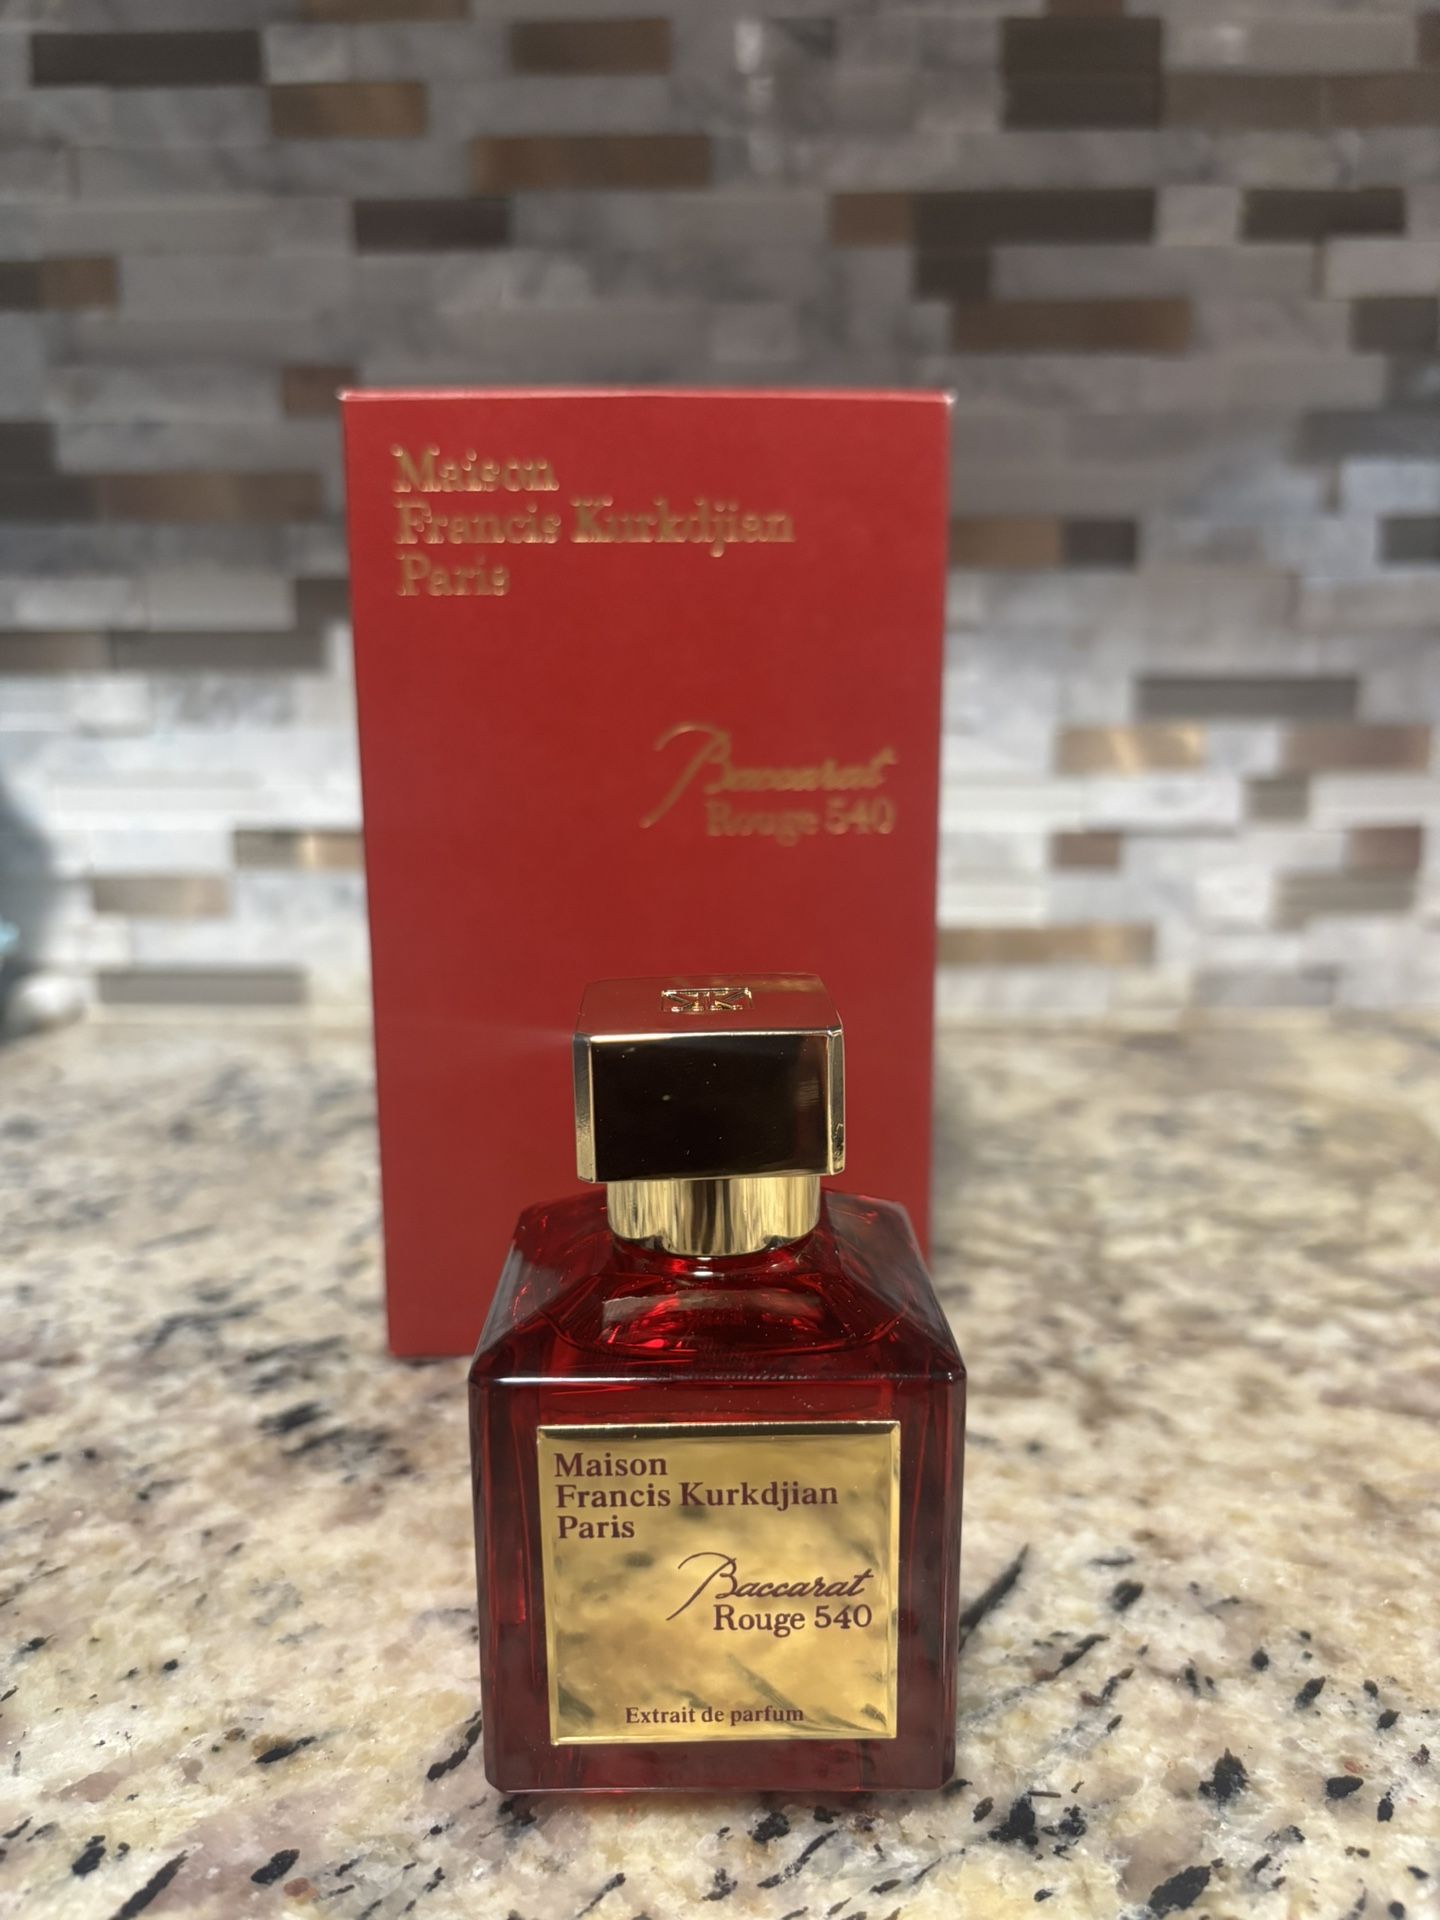 Maison
Francis Kurkdjian
Paris
Baccarat
Rouge 540
Maison
Francis Kurkdjian
Paris
Baccarat
Rouge 540
Extrait de parfum